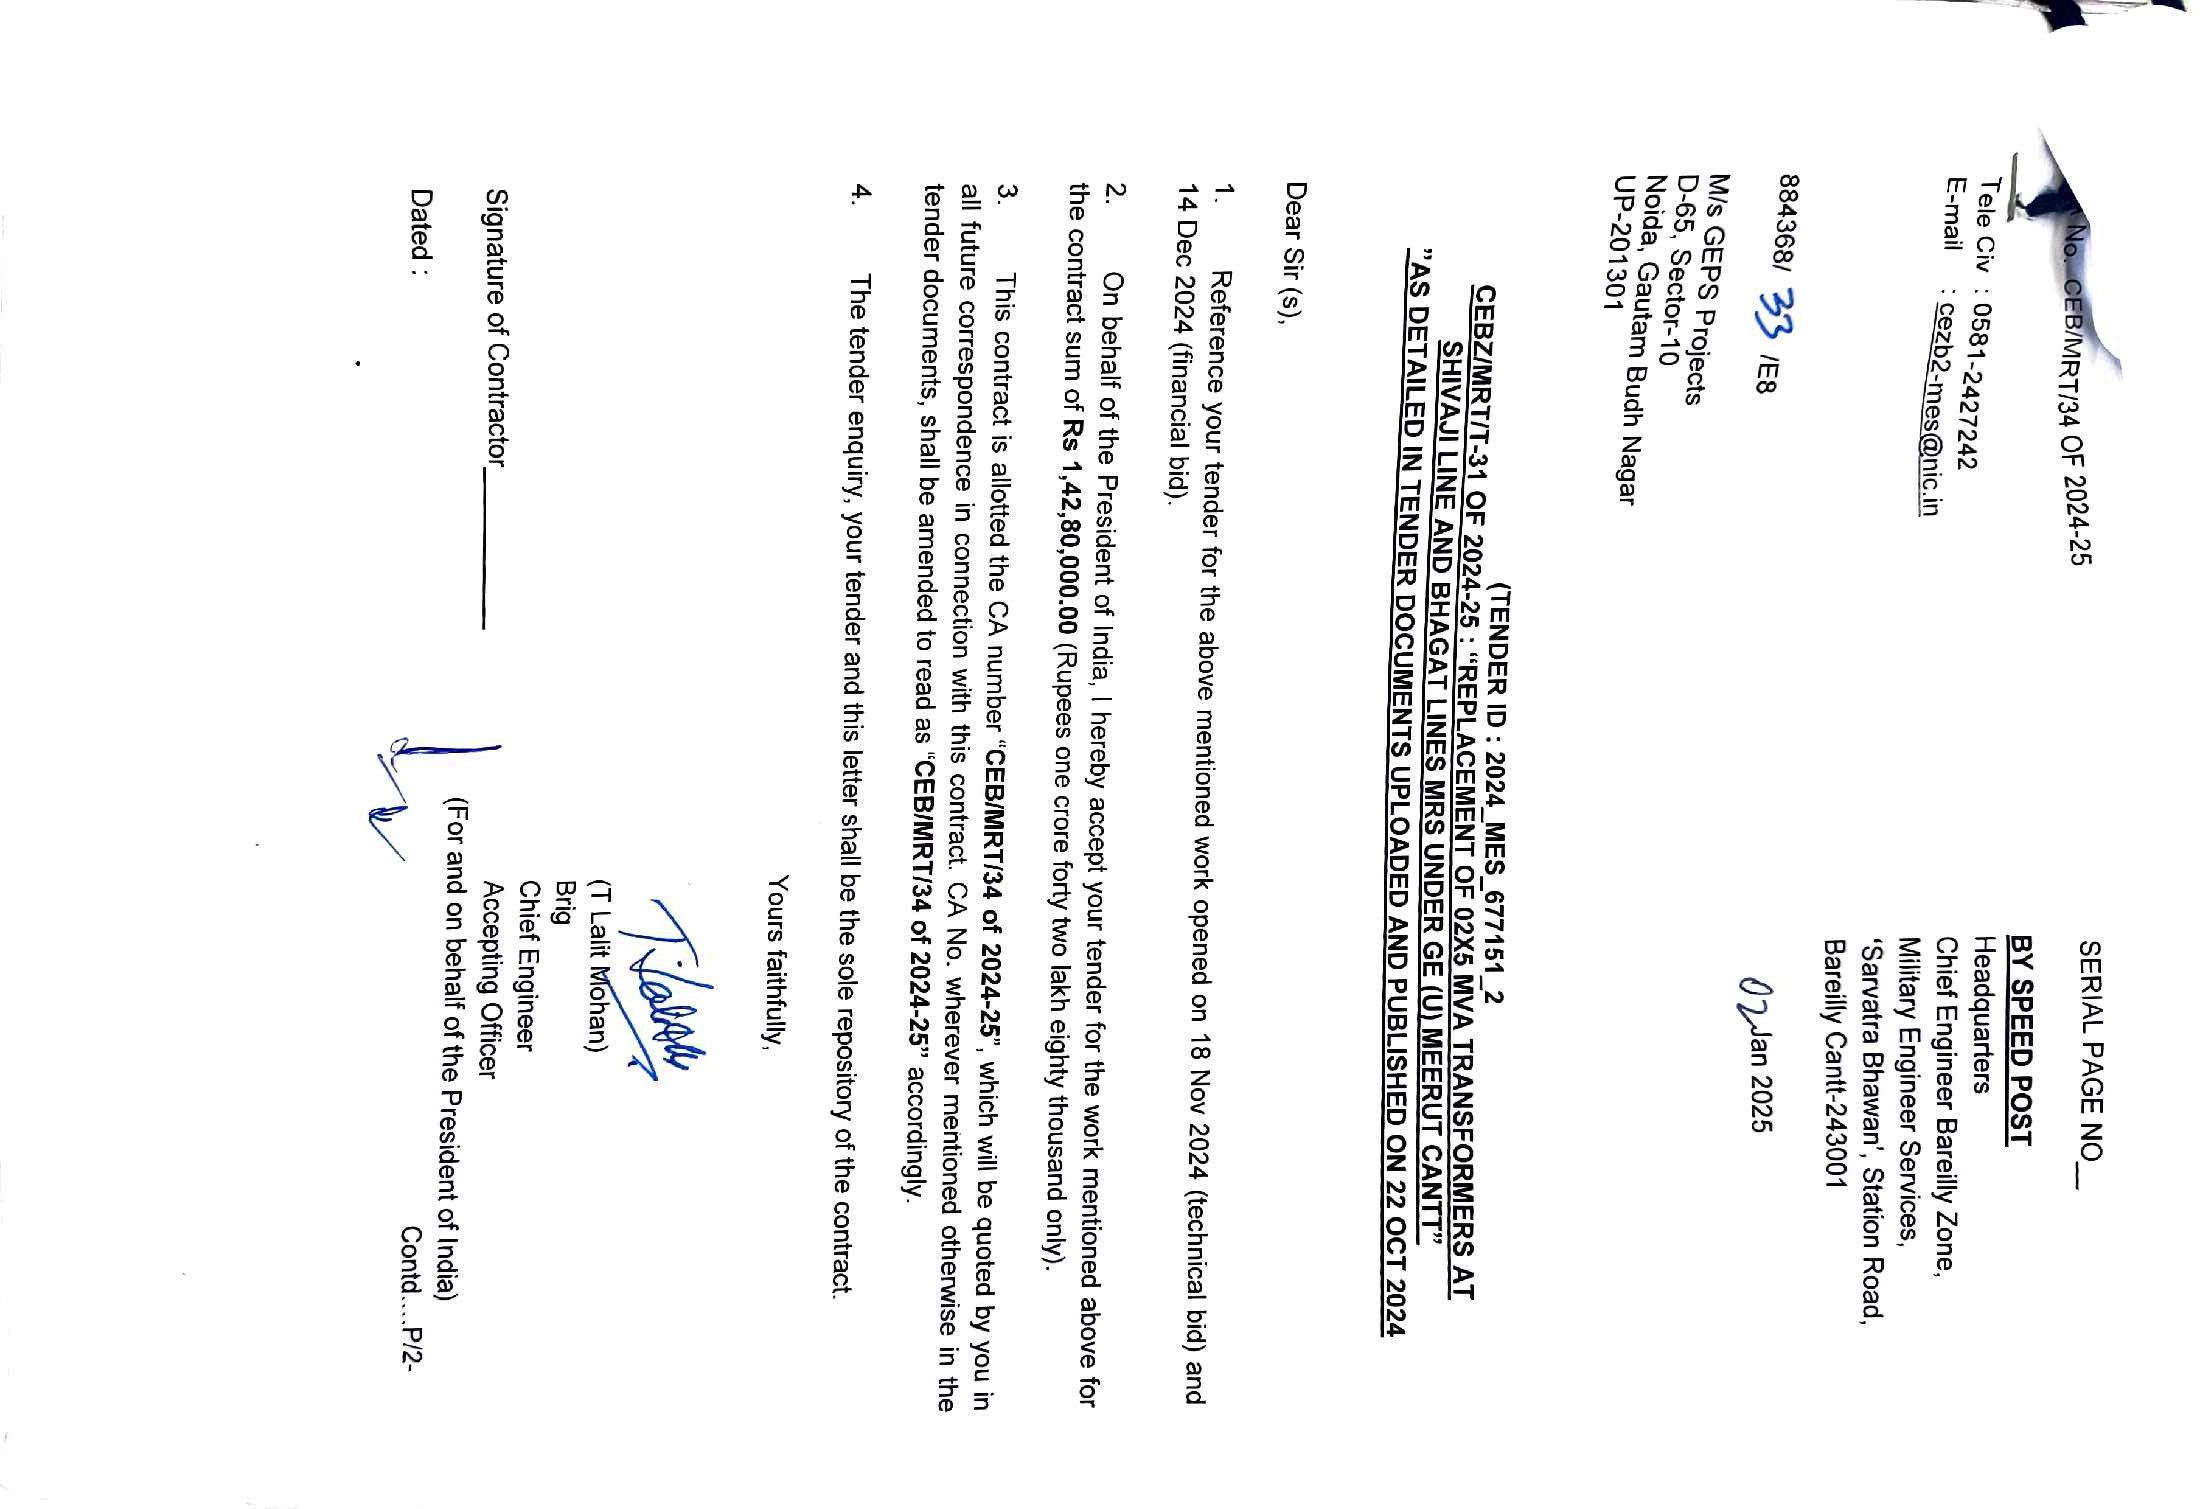 No. CEB/MRT/34 OF 2024-25
SERIAL PAGE NO__
BY SPEED POST
Tele Civ : 0581-2427242
E-mail : cezb2-mes@nic.in
Headquarters
Chief Engineer Bareilly Zone,
Military Engineer Services,
'Sarvatra Bhawan', Station Road,
Bareilly Cantt-243001
884368/ 33 /E8
02 Jan 2025
M/s GEPS Projects
D-65, Sector-10
Noida, Gautam Budh Nagar
UP-201301
(TENDER ID : 2024_MES_677151_2
CEBZ/MRT/T-31 OF 2024-25 : "REPLACEMENT OF 02X5 MVA TRANSFORMERS AT
SHIVAJI LINE AND BHAGAT LINES MRS UNDER GE (U) MEERUT CANTT"
"AS DETAILED IN TENDER DOCUMENTS UPLOADED AND PUBLISHED ON 22 OCT 2024
Dear Sir (s),
1. Reference your tender for the above mentioned work opened on 18 Nov 2024 (technical bid) and
14 Dec 2024 (financial bid).
2. On behalf of the President of India, I hereby accept your tender for the work mentioned above for
the contract sum of Rs 1,42,80,000.00 (Rupees one crore forty two lakh eighty thousand only).
3. This contract is allotted the CA number "CEB/MRT/34 of 2024-25", which will be quoted by you in
all future correspondence in connection with this contract. CA No. wherever mentioned otherwise in the
tender documents, shall be amended to read as "CEB/MRT/34 of 2024-25" accordingly.
4. The tender enquiry, your tender and this letter shall be the sole repository of the contract.
Yours faithfully,
(T Lalit Mohan)
Brig
Chief Engineer
Accepting Officer
(For and on behalf of the President of India)
Signature of Contractor__________
Dated :
Contd....P/2-